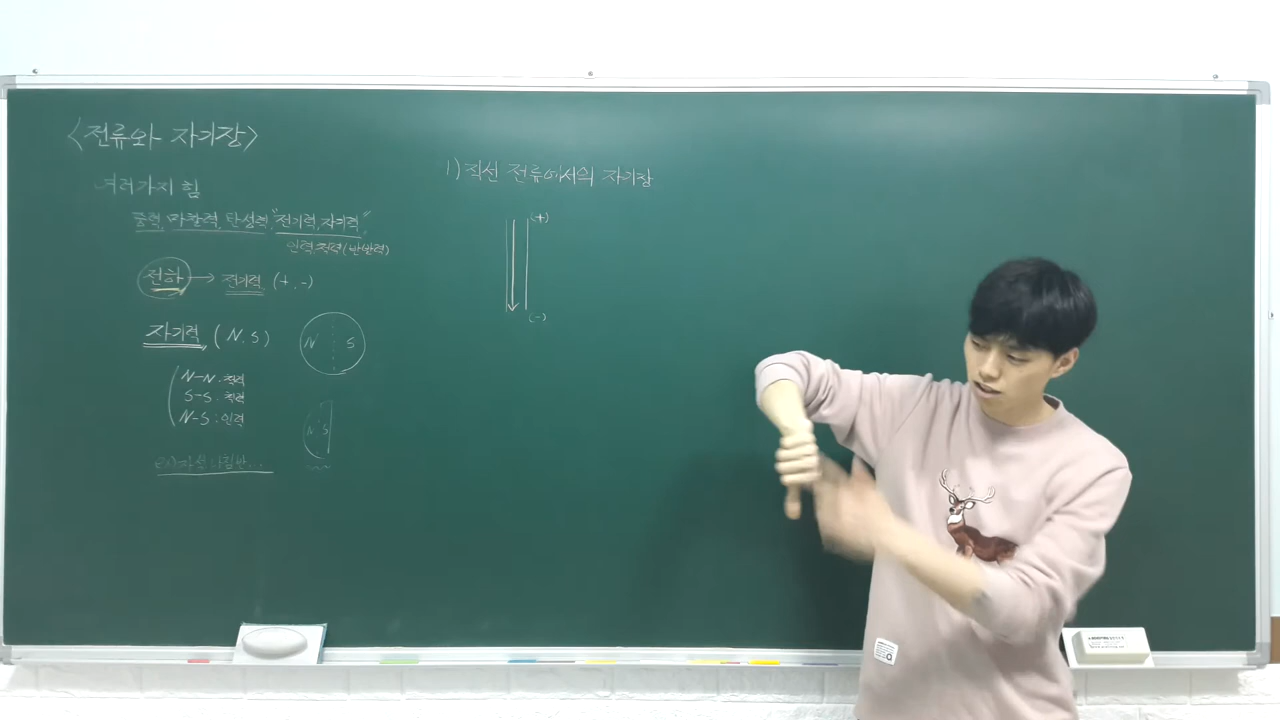 <전류와 자기장>
여러가지 힘
중력, 마찰력, 탄성력, "전기력, 자기력"
인력, 척력(반발력)
전하 → 전기력 (+, -)
자기력 (N, S)
N S
N-N : 척력
S-S : 척력
N-S : 인력
N S
1) 직선 전류에서의 자기장
(+)
(-)